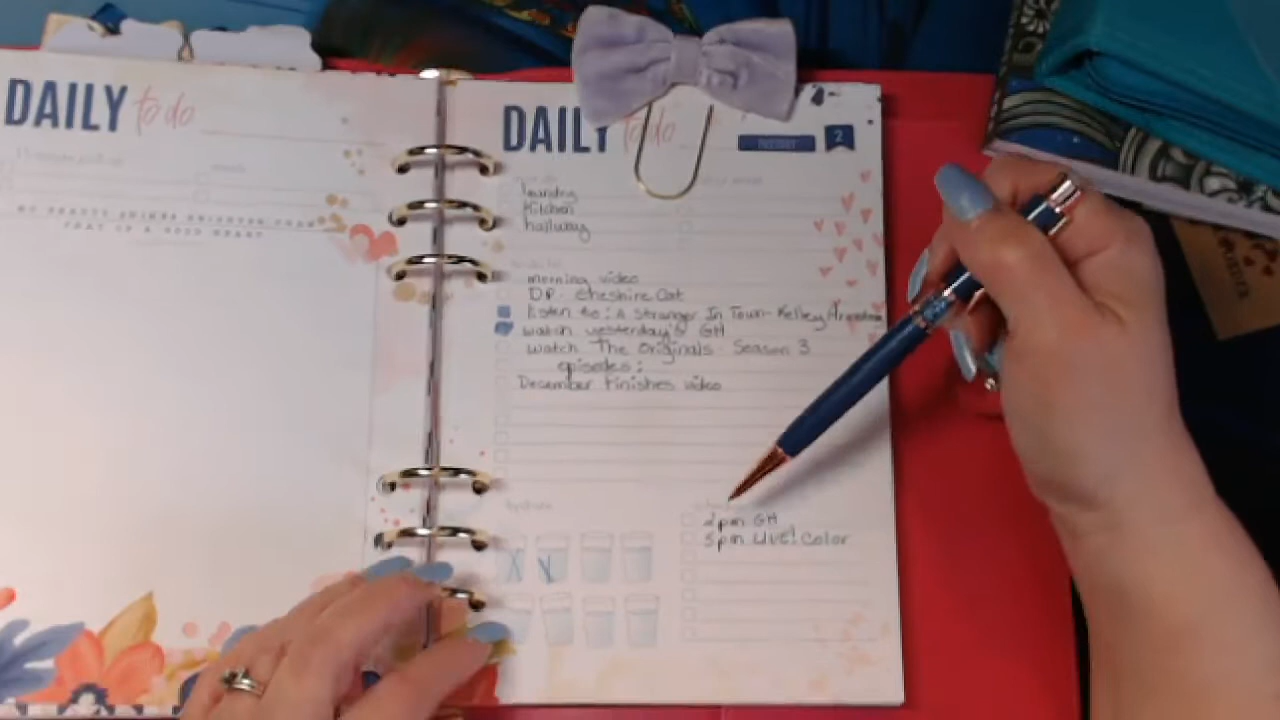 DAILY to do
DAILY to do
TUESDAY 2
laundry
kitchen
hallway
morning video
DP - Cheshire Cat
listen to: A Stranger In Town - Kelley Armstrong
watch yesterday's GH
watch The Originals - Season 3
episodes:
December Finishes video
hydrate
2pm GH
5pm LIVE! Color